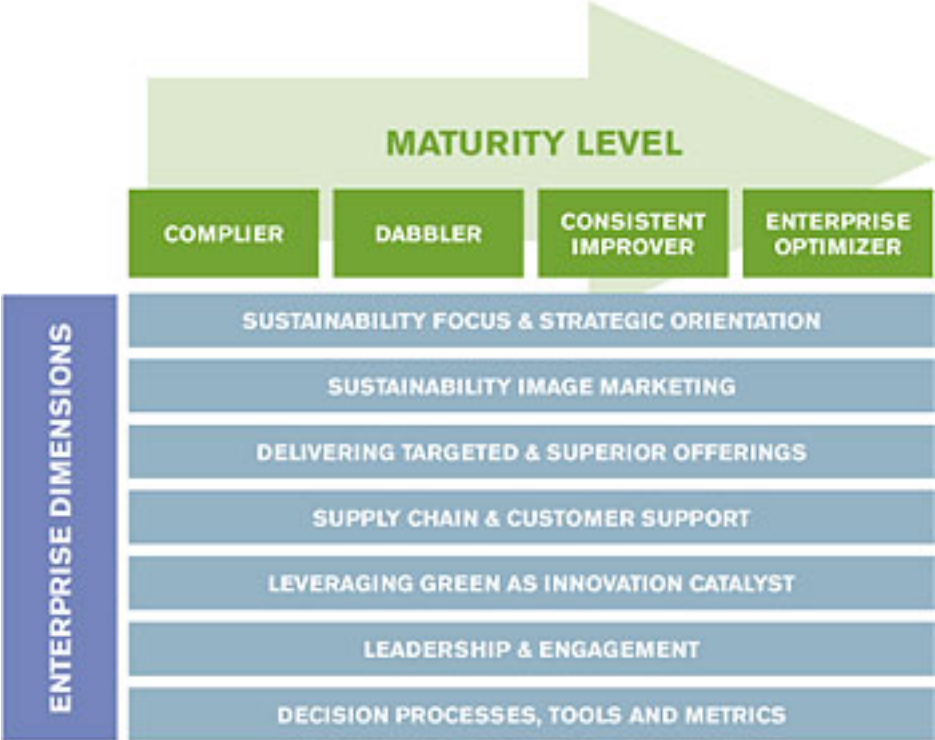 MATURITY LEVEL
COMPLIER
DABBLER
CONSISTENT
IMPROVER
ENTERPRISE
OPTIMIZER
ENTERPRISE DIMENSIONS
SUSTAINABILITY FOCUS & STRATEGIC ORIENTATION
SUSTAINABILITY IMAGE MARKETING
DELIVERING TARGETED & SUPERIOR OFFERINGS
SUPPLY CHAIN & CUSTOMER SUPPORT
LEVERAGING GREEN AS INNOVATION CATALYST
LEADERSHIP & ENGAGEMENT
DECISION PROCESSES, TOOLS AND METRICS